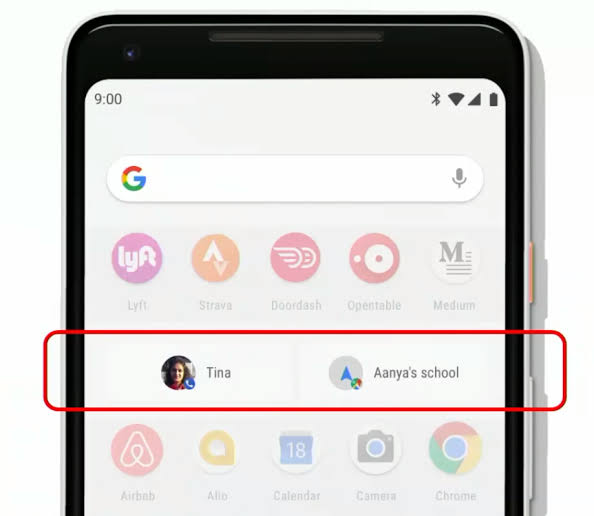 9:00
G
lyft
M
Lyft Strava Doordash Opentable Medium
Tina Aanya's school
18
Airbnb Allo Calendar Camera Chrome